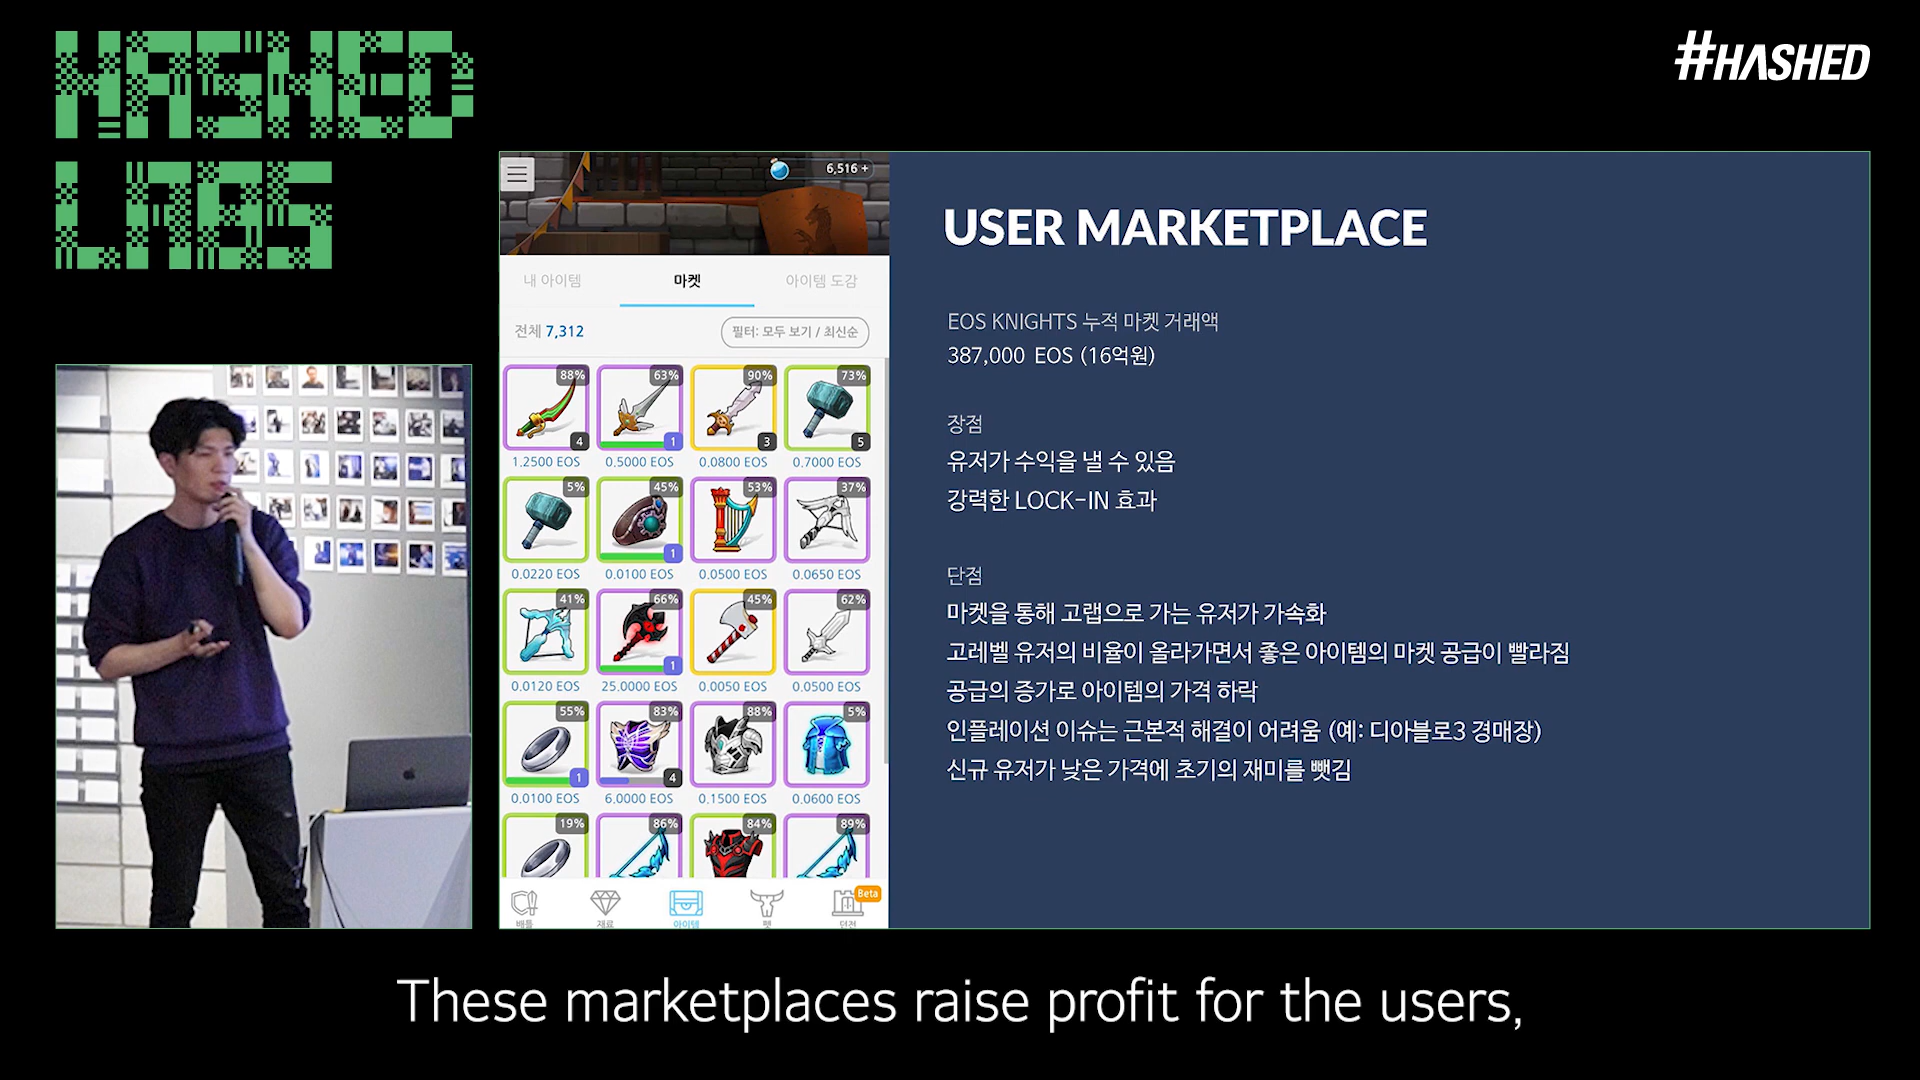 HASHED
LABS
#HASHED
6,516 +
내 아이템 마켓 아이템 도감
전체 7,312 필터: 모두 보기 / 최신순
88% 63% 90% 73%
4 1 3 5
1.2500 EOS 0.5000 EOS 0.0800 EOS 0.7000 EOS
5% 45% 53% 37%
1
0.0220 EOS 0.0100 EOS 0.0500 EOS 0.0650 EOS
41% 66% 45% 62%
1
0.0120 EOS 25.0000 EOS 0.0050 EOS 0.0500 EOS
55% 83% 88% 5%
1 4
0.0100 EOS 6.0000 EOS 0.1500 EOS 0.0600 EOS
19% 86% 84% 89%
Beta
배틀 재료 아이템 펫 던전
USER MARKETPLACE
EOS KNIGHTS 누적 마켓 거래액
387,000 EOS (16억원)
장점
유저가 수익을 낼 수 있음
강력한 LOCK-IN 효과
단점
마켓을 통해 고랩으로 가는 유저가 가속화
고레벨 유저의 비율이 올라가면서 좋은 아이템의 마켓 공급이 빨라짐
공급의 증가로 아이템의 가격 하락
인플레이션 이슈는 근본적 해결이 어려움 (예: 디아블로3 경매장)
신규 유저가 낮은 가격에 초기의 재미를 뺏김
These marketplaces raise profit for the users,